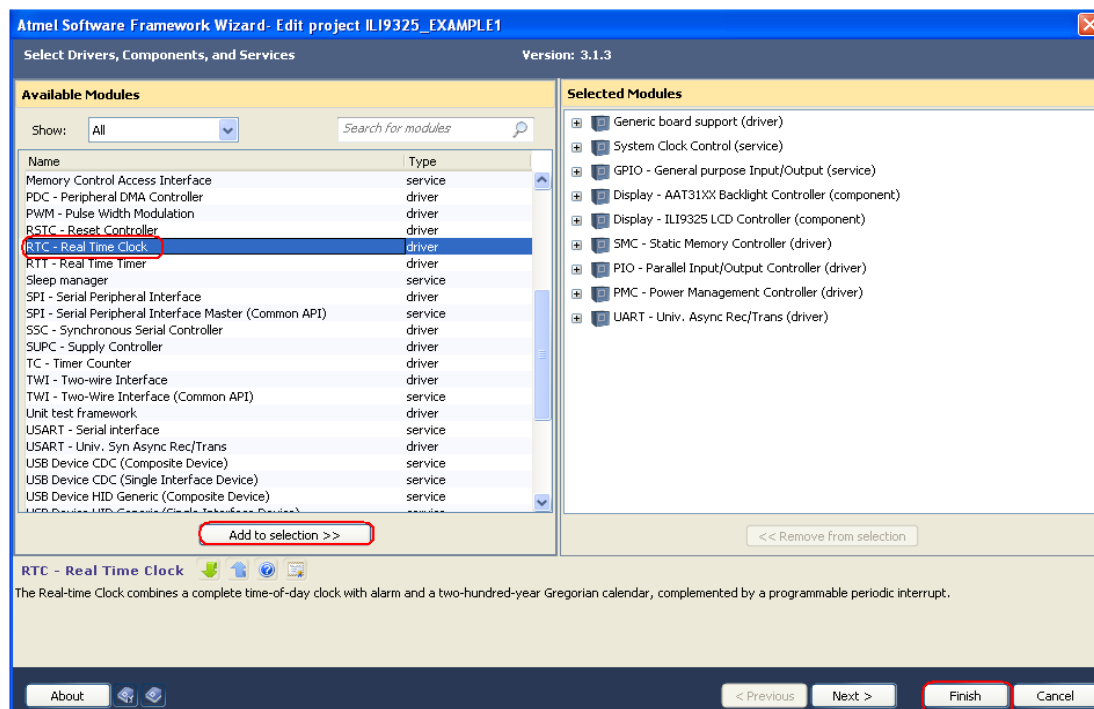 Atmel Software Framework Wizard- Edit project ILI9325_EXAMPLE1
Select Drivers, Components, and Services Version: 3.1.3
Available Modules
Show: All Search for modules
Name Type
Memory Control Access Interface service
PDC - Peripheral DMA Controller driver
PWM - Pulse Width Modulation driver
RSTC - Reset Controller driver
RTC - Real Time Clock driver
RTT - Real Time Timer driver
Sleep manager service
SPI - Serial Peripheral Interface driver
SPI - Serial Peripheral Interface Master (Common API) service
SSC - Synchronous Serial Controller driver
SUPC - Supply Controller driver
TC - Timer Counter driver
TWI - Two-wire Interface driver
TWI - Two-Wire Interface (Common API) service
Unit test framework driver
USART - Serial interface service
USART - Univ. Syn Async Rec/Trans driver
USB Device CDC (Composite Device) service
USB Device CDC (Single Interface Device) service
USB Device HID Generic (Composite Device) service
USB Device HID Generic (Single Interface Device) service
Add to selection >>
Selected Modules
Generic board support (driver)
System Clock Control (service)
GPIO - General purpose Input/Output (service)
Display - AAT31XX Backlight Controller (component)
Display - ILI9325 LCD Controller (component)
SMC - Static Memory Controller (driver)
PIO - Parallel Input/Output Controller (driver)
PMC - Power Management Controller (driver)
UART - Univ. Async Rec/Trans (driver)
<< Remove from selection
RTC - Real Time Clock
The Real-time Clock combines a complete time-of-day clock with alarm and a two-hundred-year Gregorian calendar, complemented by a programmable periodic interrupt.
About < Previous Next > Finish Cancel